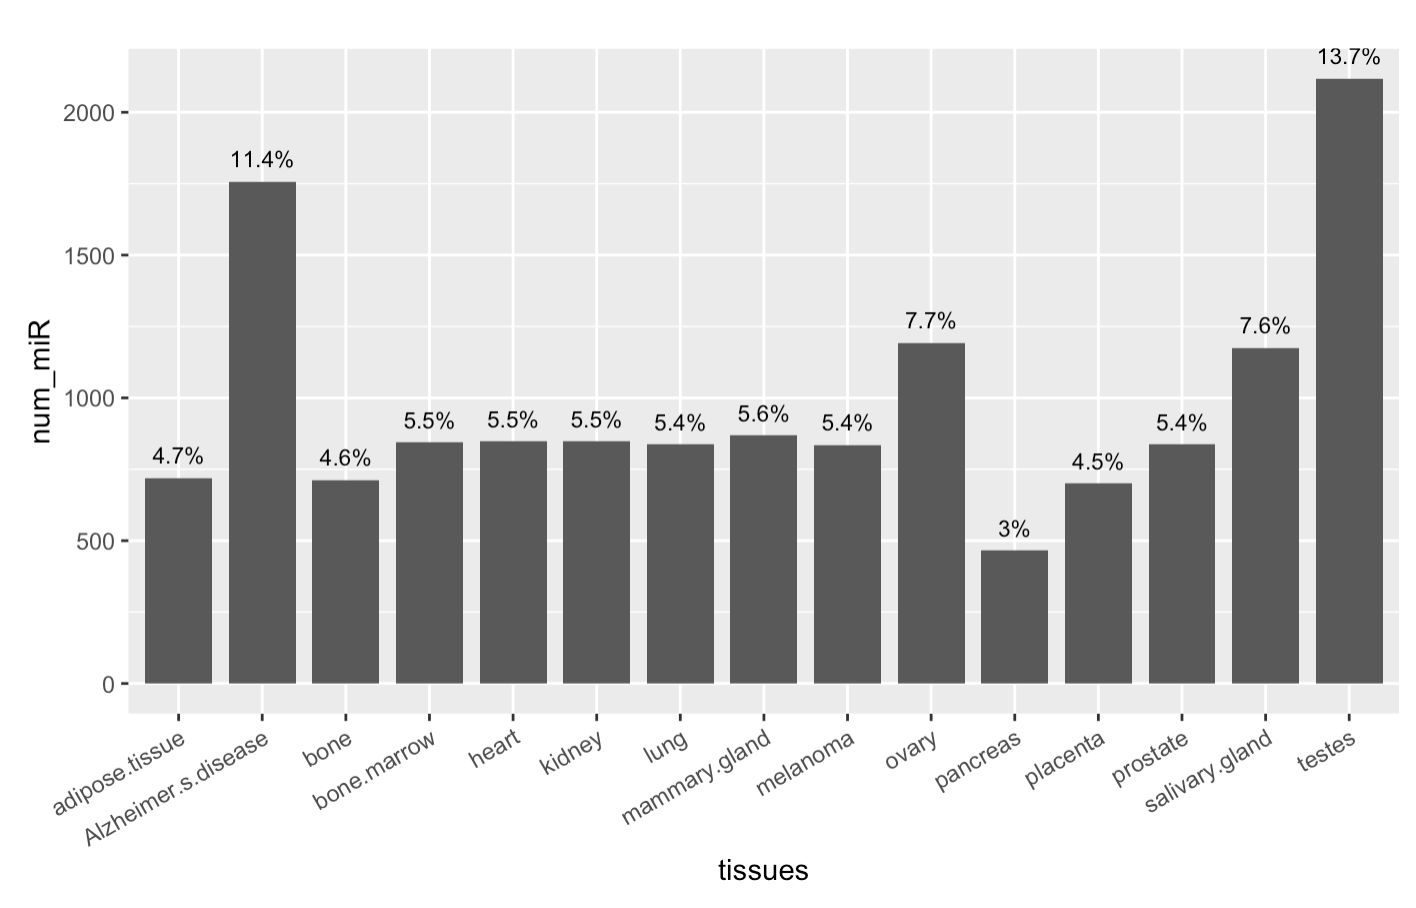 13.7%
2000
11.4%
1500
7.7%
7.6%
1000
5.5%
5.5%
5.5%
5.4%
5.6%
5.4%
5.4%
4.7%
4.6%
4.5%
3%
500
0
num_miR
adipose.tissue
Alzheimer.s.disease
bone
bone.marrow
heart
kidney
lung
mammary.gland
melanoma
ovary
pancreas
placenta
prostate
salivary.gland
testes
tissues